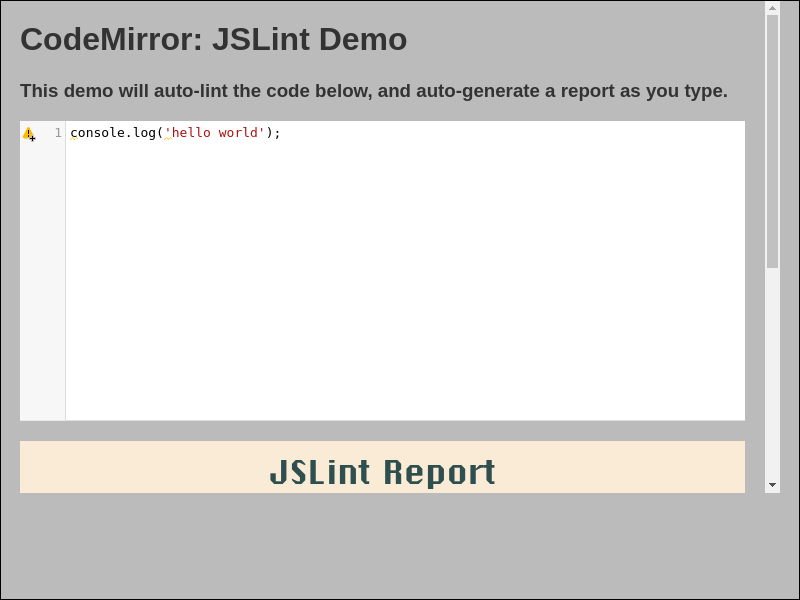 CodeMirror: JSLint Demo
This demo will auto-lint the code below, and auto-generate a report as you type.
1 console.log('hello world');
JSLint Report